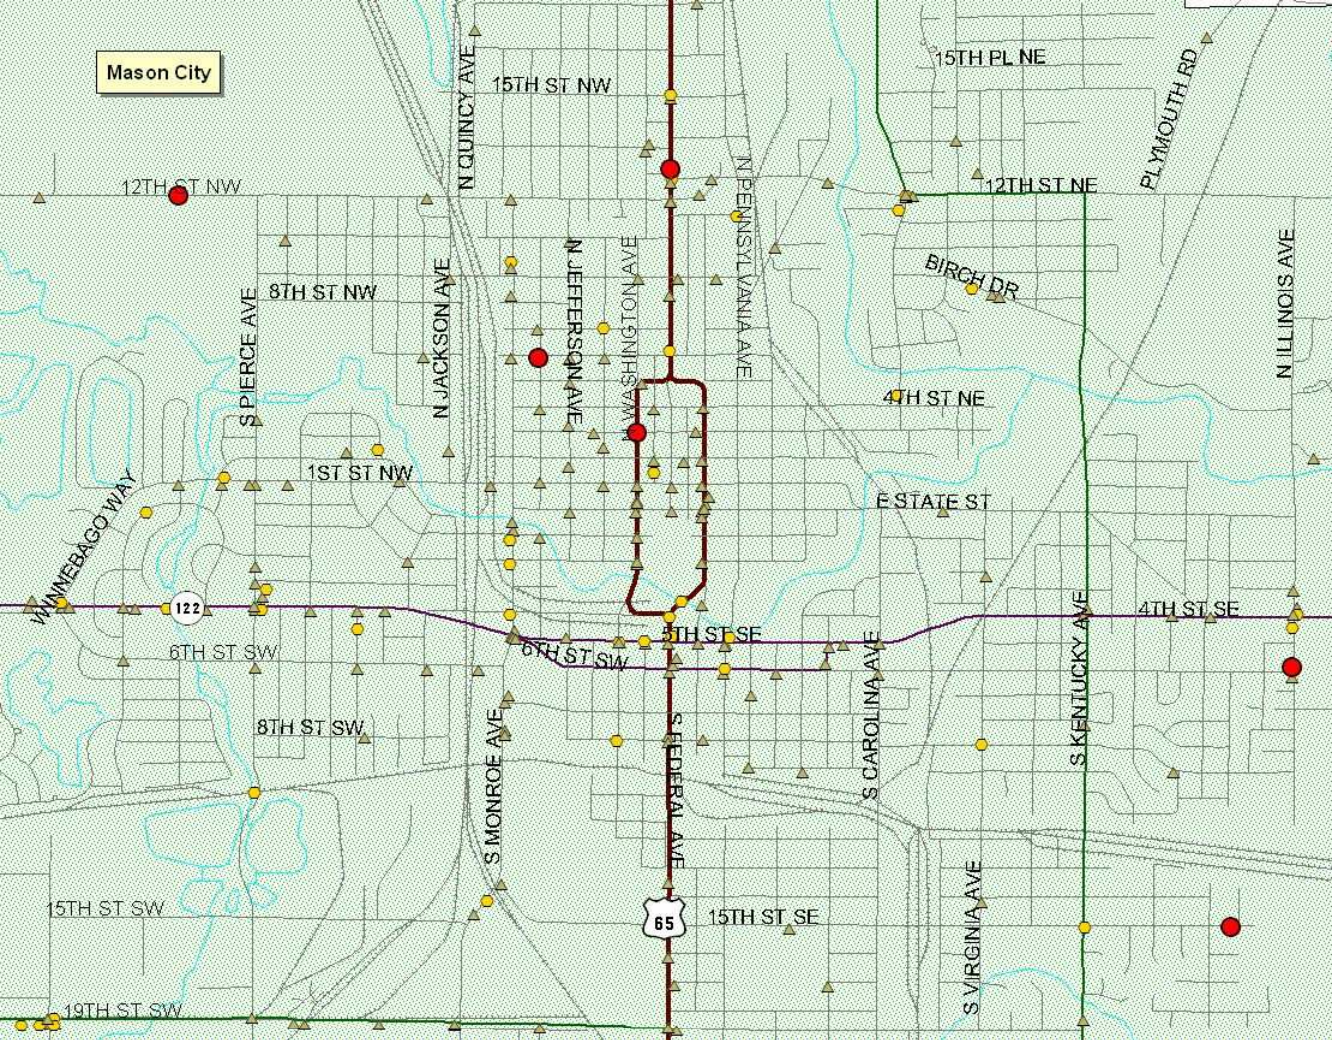 15TH PL NE
Mason City
15TH ST NW
N QUINCY AVE
PLYMOUTH RD
12TH ST NW
12TH ST NE
N PENNSYLVANIA AVE
BIRCH DR
N ILLINOIS AVE
8TH ST NW
N JACKSON AVE
N JEFFERSON AVE
N WASHINGTON AVE
S PIERCE AVE
4TH ST NE
1ST ST NW
E STATE ST
WINNEBAGO WAY
122
4TH ST SE
5TH ST SE
6TH ST SW
6TH ST SW
S CAROLINA AVE
S KENTUCKY AVE
8TH ST SW
S MONROE AVE
S FEDERAL AVE
15TH ST SW
65
15TH ST SE
S VIRGINIA AVE
19TH ST SW